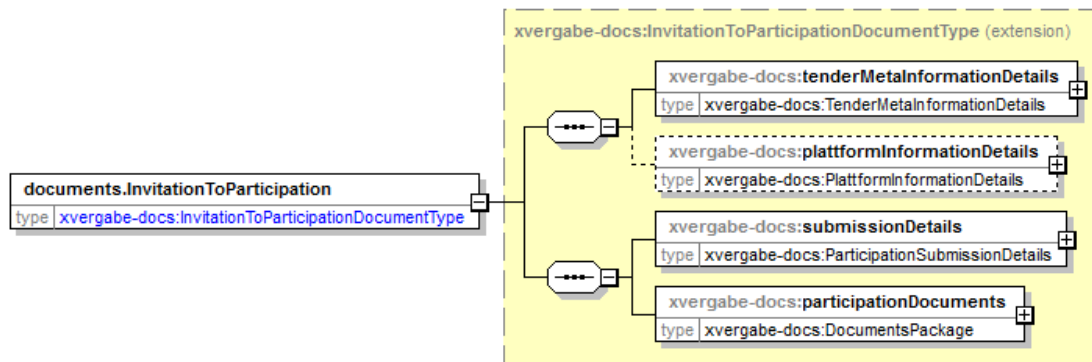 xvergabe-docs:InvitationToParticipationDocumentType (extension)
xvergabe-docs:tenderMetaInformationDetails
type xvergabe-docs:TenderMetaInformationDetails
xvergabe-docs:plattformInformationDetails
type xvergabe-docs:PlattformInformationDetails
documents.InvitationToParticipation
type xvergabe-docs:InvitationToParticipationDocumentType
xvergabe-docs:submissionDetails
type xvergabe-docs:ParticipationSubmissionDetails
xvergabe-docs:participationDocuments
type xvergabe-docs:DocumentsPackage